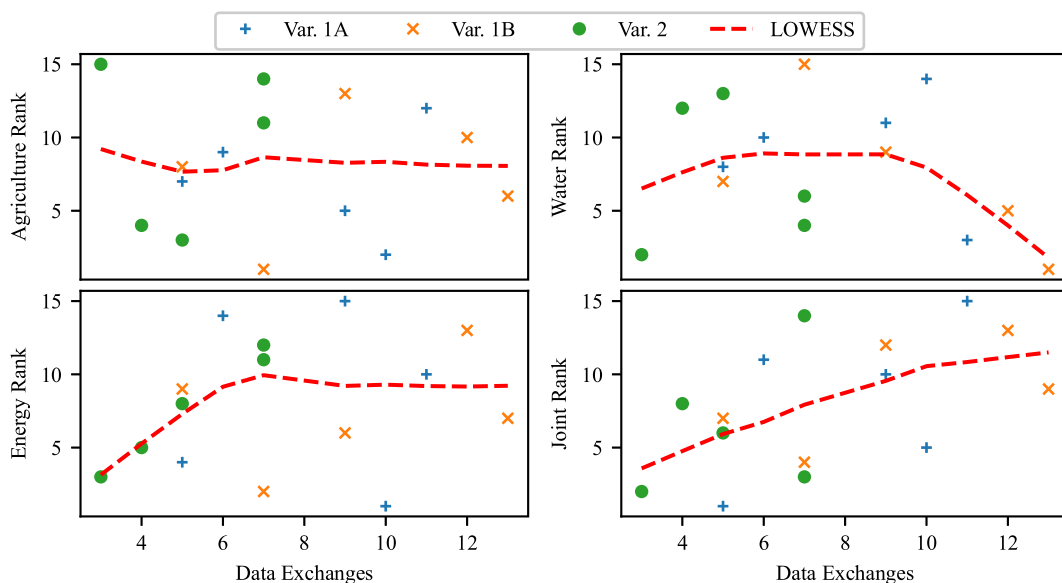 Var. 1A Var. 1B Var. 2 LOWESS
Agriculture Rank
15
10
5
Water Rank
15
10
5
Energy Rank
15
10
5
4 6 8 10 12
Data Exchanges
Joint Rank
15
10
5
4 6 8 10 12
Data Exchanges